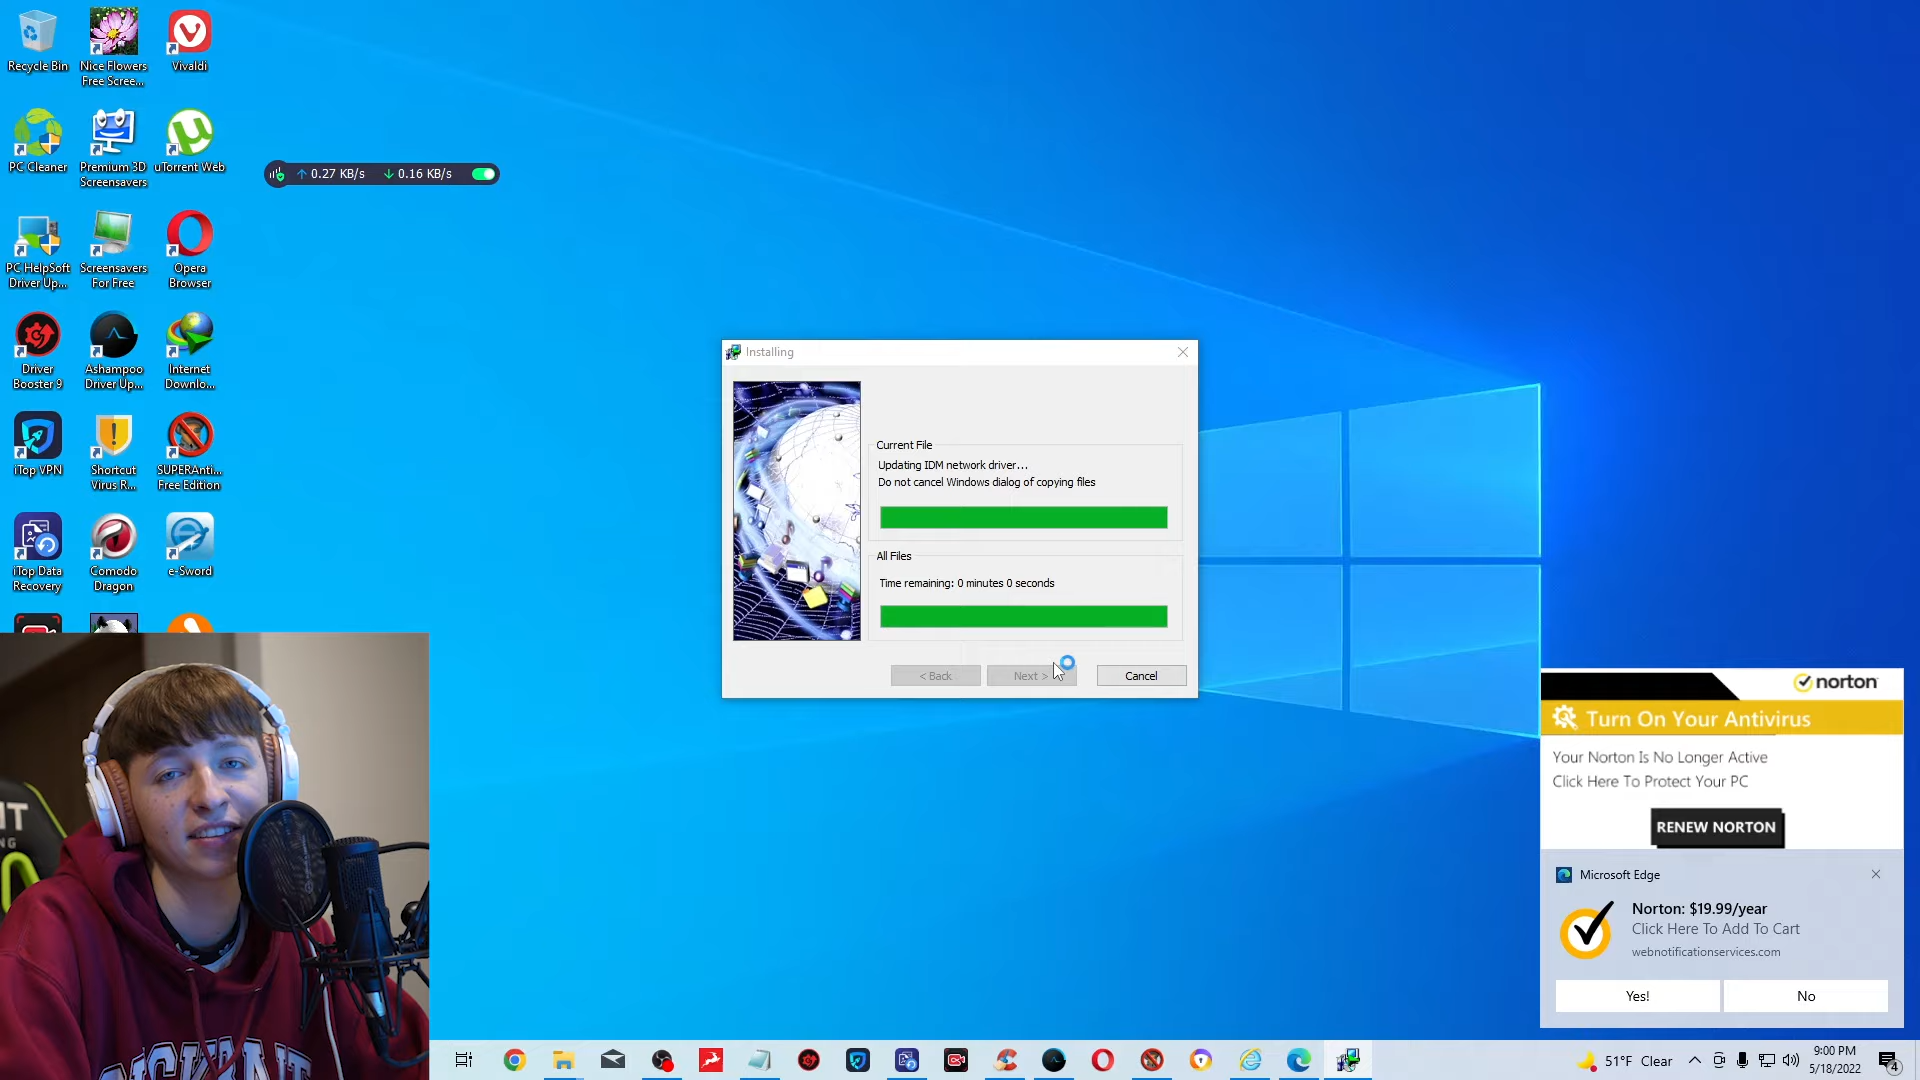 Recycle Bin
Nice Flowers
Free Scree...
Vivaldi
PC Cleaner
Premium 3D
Screensavers
uTorrent Web
0.27 KB/s
0.16 KB/s
PC HelpSoft
Driver Up...
Screensavers
For Free
Opera
Browser
Driver
Booster 9
Ashampoo
Driver Up...
Internet
Downlo...
iTop VPN
Shortcut
Virus R...
SUPERAnti...
Free Edition
iTop Data
Recovery
Comodo
Dragon
e-Sword
Installing
Current File
Updating IDM network driver...
Do not cancel Windows dialog of copying files
All Files
Time remaining: 0 minutes 0 seconds
< Back
Next >
Cancel
norton
Turn On Your Antivirus
Your Norton Is No Longer Active
Click Here To Protect Your PC
RENEW NORTON
Microsoft Edge
Norton: $19.99/year
Click Here To Add To Cart
webnotificationservices.com
Yes!
No
51°F Clear
9:00 PM
5/18/2022
4